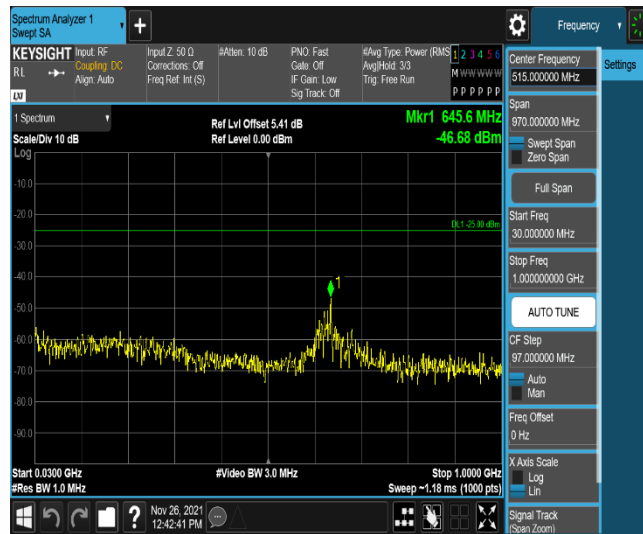 Spectrum Analyzer 1
Swept SA
Frequency
KEYSIGHT
R L
LXI
Input: RF
Coupling: DC
Align: Auto
Input Z: 50 Ω
Corrections: Off
Freq Ref: Int (S)
#Atten: 10 dB
PNO: Fast
Gate: Off
IF Gain: Low
Sig Track: Off
#Avg Type: Power (RMS
Avg|Hold: 3/3
Trig: Free Run
1 2 3 4 5 6
M W W W W W
P P P P P P
Center Frequency
515.000000 MHz
Settings
Span
970.000000 MHz
Swept Span
Zero Span
Full Span
Start Freq
30.000000 MHz
Stop Freq
1.000000000 GHz
AUTO TUNE
CF Step
97.000000 MHz
Auto
Man
Freq Offset
0 Hz
X Axis Scale
Log
Lin
Signal Track
(Span Zoom)
1 Spectrum
Scale/Div 10 dB
Log
Ref Lvl Offset 5.41 dB
Ref Level 0.00 dBm
Mkr1 645.6 MHz
-46.68 dBm
-10.0
-20.0
-30.0
-40.0
-50.0
-60.0
-70.0
-80.0
-90.0
DL1 -25.00 dBm
1
Start 0.0300 GHz
#Res BW 1.0 MHz
#Video BW 3.0 MHz
Stop 1.0000 GHz
Sweep ~1.18 ms (1000 pts)
?
Nov 26, 2021
12:42:41 PM